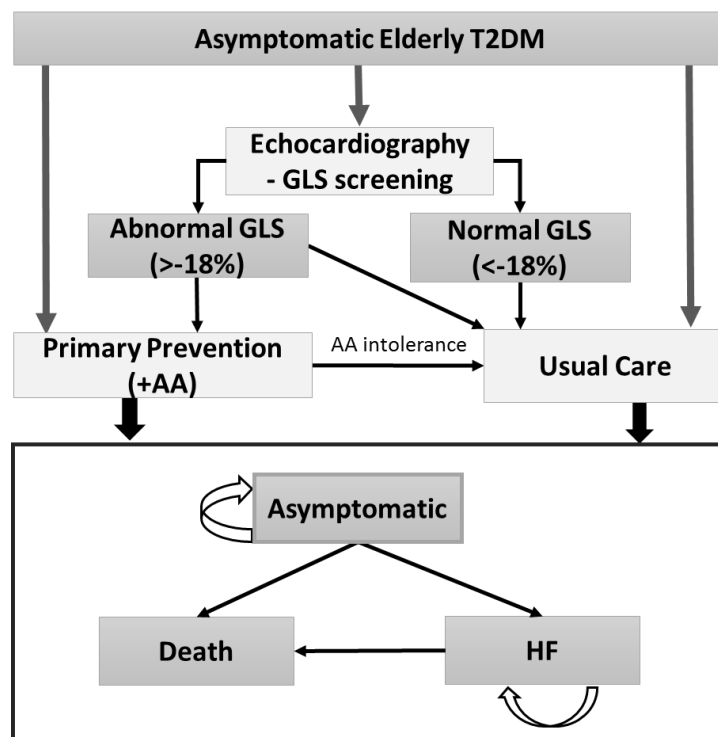 Asymptomatic Elderly T2DM
Echocardiography
- GLS screening
Abnormal GLS
(>-18%)
Normal GLS
(<-18%)
Primary Prevention
(+AA)
AA intolerance
Usual Care
Asymptomatic
Death
HF